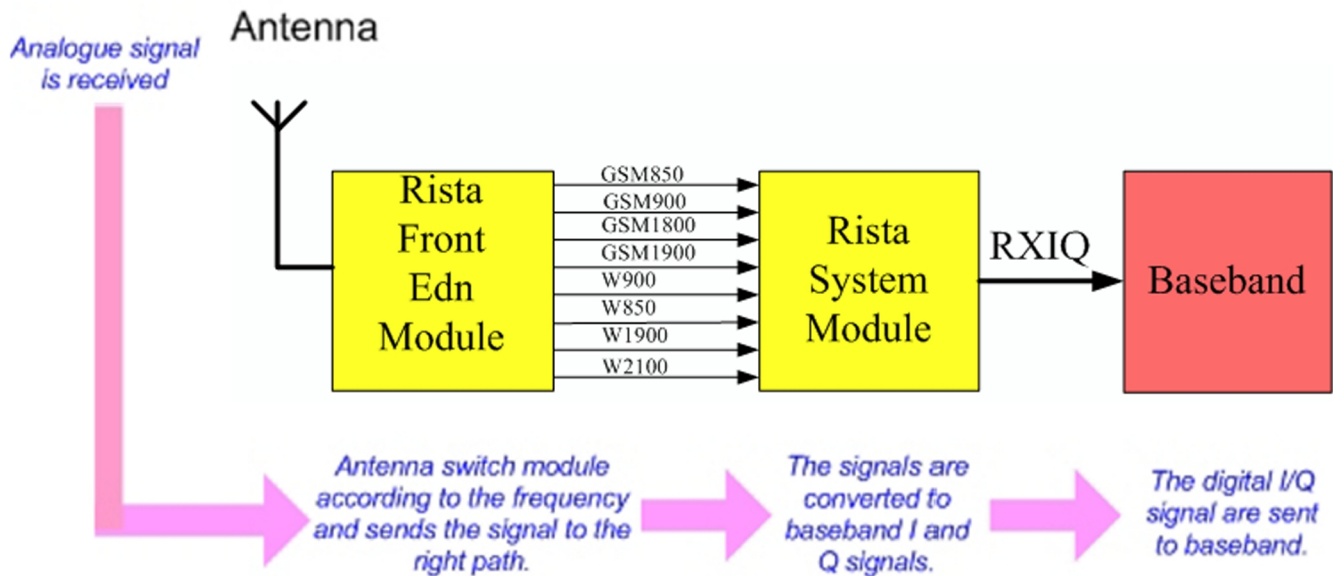 Analogue signal
is received
Antenna
Rista
Front
Edn
Module
GSM850
GSM900
GSM1800
GSM1900
W900
W850
W1900
W2100
Rista
System
Module
RXIQ
Baseband
Antenna switch module
according to the frequency
and sends the signal to the
right path.
The signals are
converted to
baseband I and
Q signals.
The digital I/Q
signal are sent
to baseband.